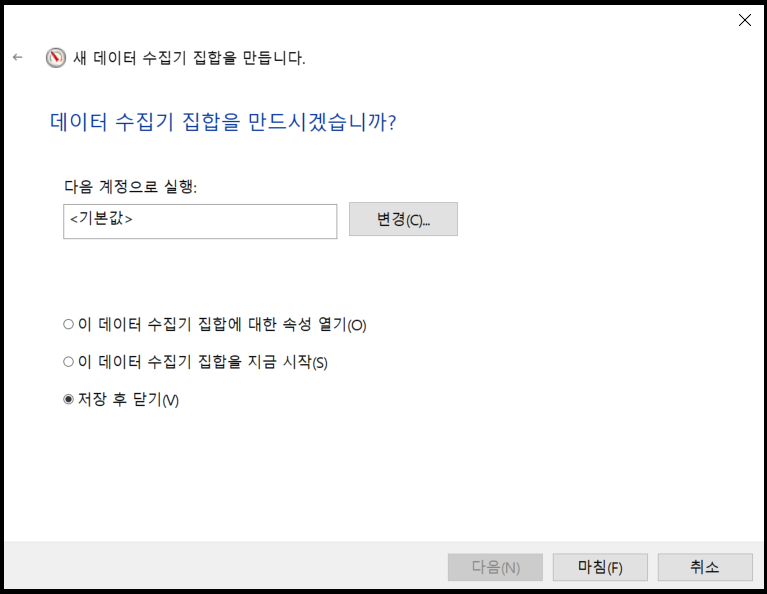 새 데이터 수집기 집합을 만듭니다.
데이터 수집기 집합을 만드시겠습니까?
다음 계정으로 실행:
<기본값>
변경(C)...
이 데이터 수집기 집합에 대한 속성 열기(O)
이 데이터 수집기 집합을 지금 시작(S)
저장 후 닫기(V)
다음(N)
마침(F)
취소